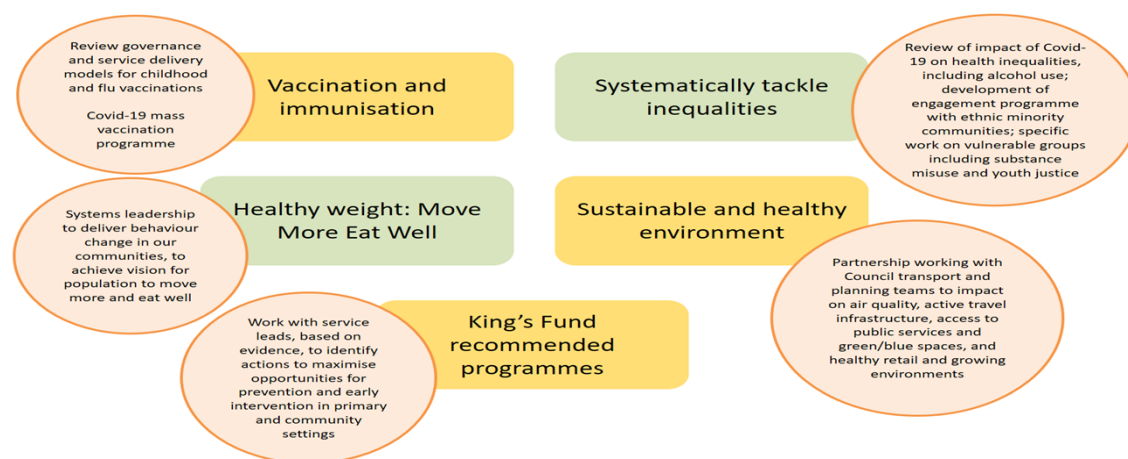 Review governance
and service delivery
models for childhood
and flu vaccinations
Covid-19 mass
vaccination
programme
Vaccination and
immunisation
Systematically tackle
inequalities
Review of impact of Covid-
19 on health inequalities,
including alcohol use;
development of
engagement programme
with ethnic minority
communities; specific
work on vulnerable groups
including substance
misuse and youth justice
Systems leadership
to deliver behaviour
change in our
communities, to
achieve vision for
population to move
more and eat well
Healthy weight: Move
More Eat Well
Sustainable and healthy
environment
Partnership working with
Council transport and
planning teams to impact
on air quality, active travel
infrastructure, access to
public services and
green/blue spaces, and
healthy retail and growing
environments
Work with service
leads, based on
evidence, to identify
actions to maximise
opportunities for
prevention and early
intervention in primary
and community
settings
King's Fund
recommended
programmes